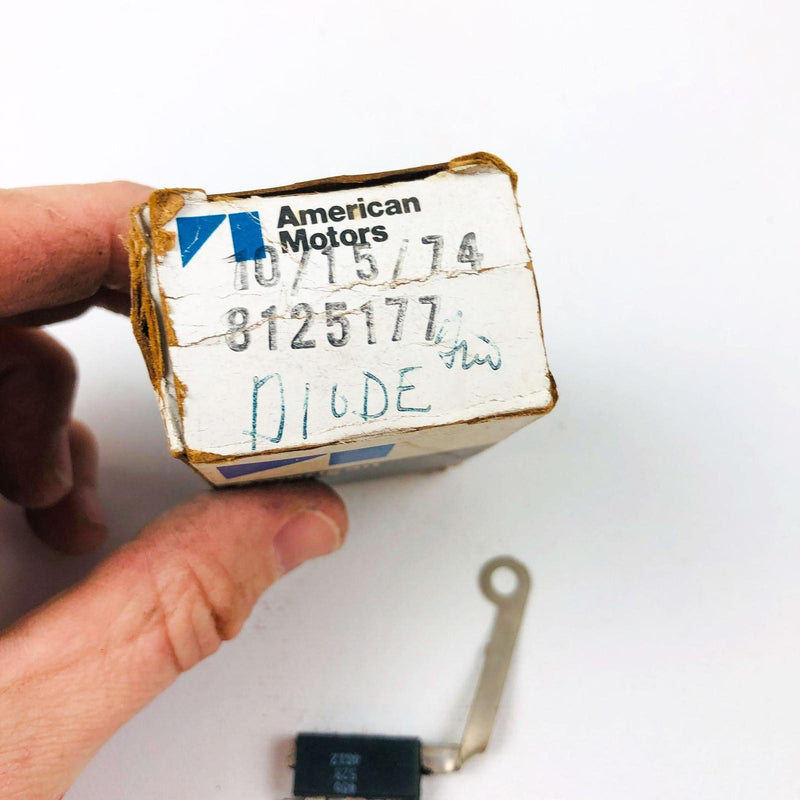 American
Motors
10/15/74
8125177
DIODE